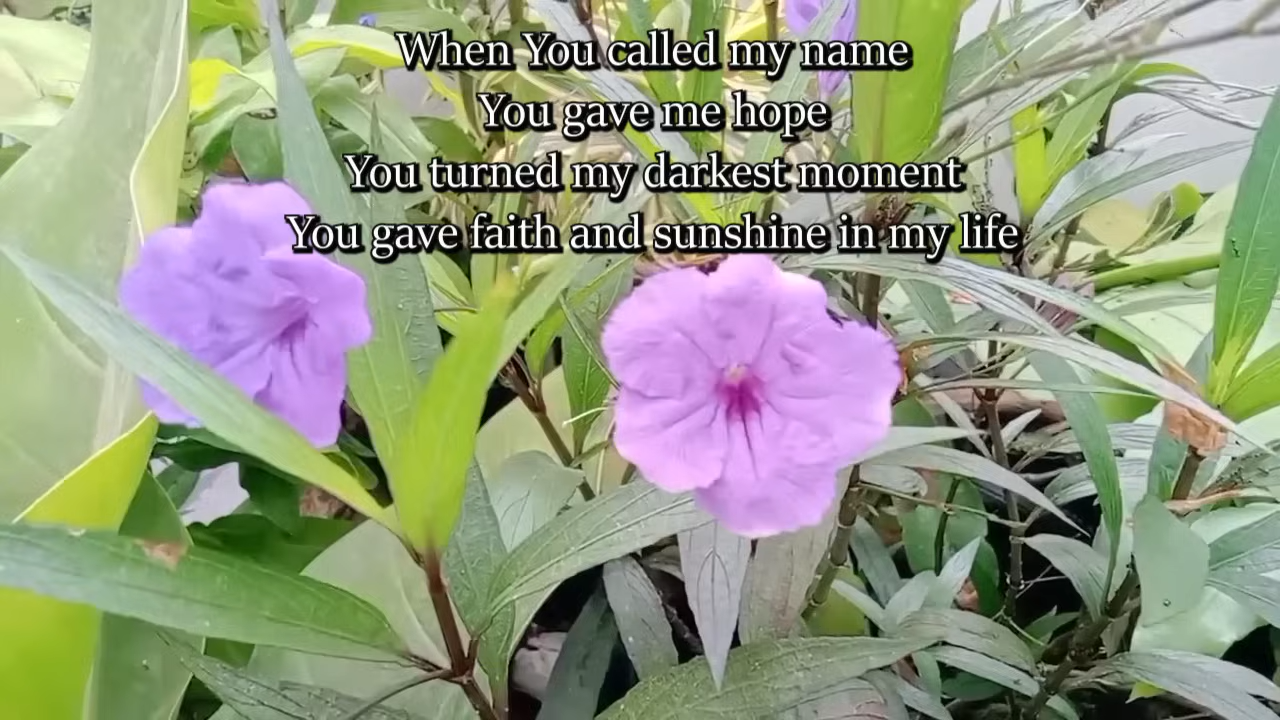 When You called my name
You gave me hope
You turned my darkest moment
You gave faith and sunshine in my life